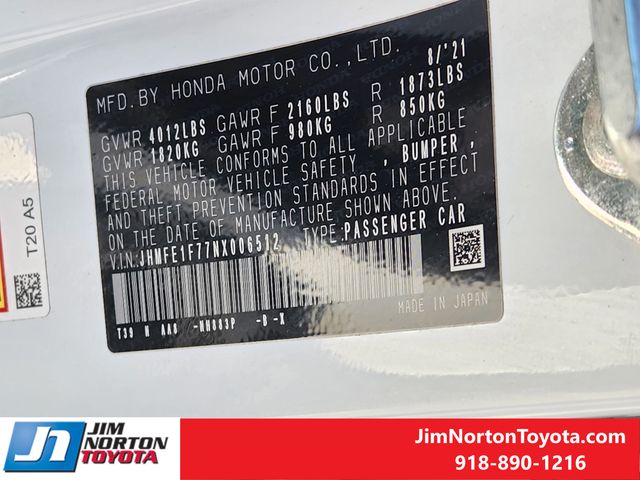 MFD.BY HONDA MOTOR CO.,LTD. 8/'21
GVWR 4012LBS GAWR F 2160LBS R 1873LBS
GVWR 1820KG GAWR F 980KG R 850KG
THIS VEHICLE CONFORMS TO ALL APPLICABLE
FEDERAL MOTOR VEHICLE SAFETY , BUMPER ,
AND THEFT PREVENTION STANDARDS IN EFFECT
ON THE DATE OF MANUFACTURE SHOWN ABOVE.
V.I.N:JHMFE1F77NX006512 TYPE:PASSENGER CAR
MADE IN JAPAN
T39 N AA8 -NH883P -B -X
T20 A5
JIM
NORTON
TOYOTA
JimNortonToyota.com
918-890-1216